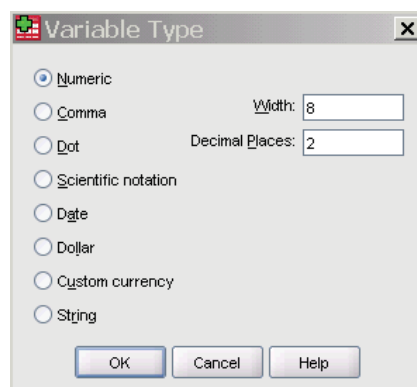 Variable Type
Numeric
Comma
Width: 8
Dot
Decimal Places: 2
Scientific notation
Date
Dollar
Custom currency
String
OK Cancel Help